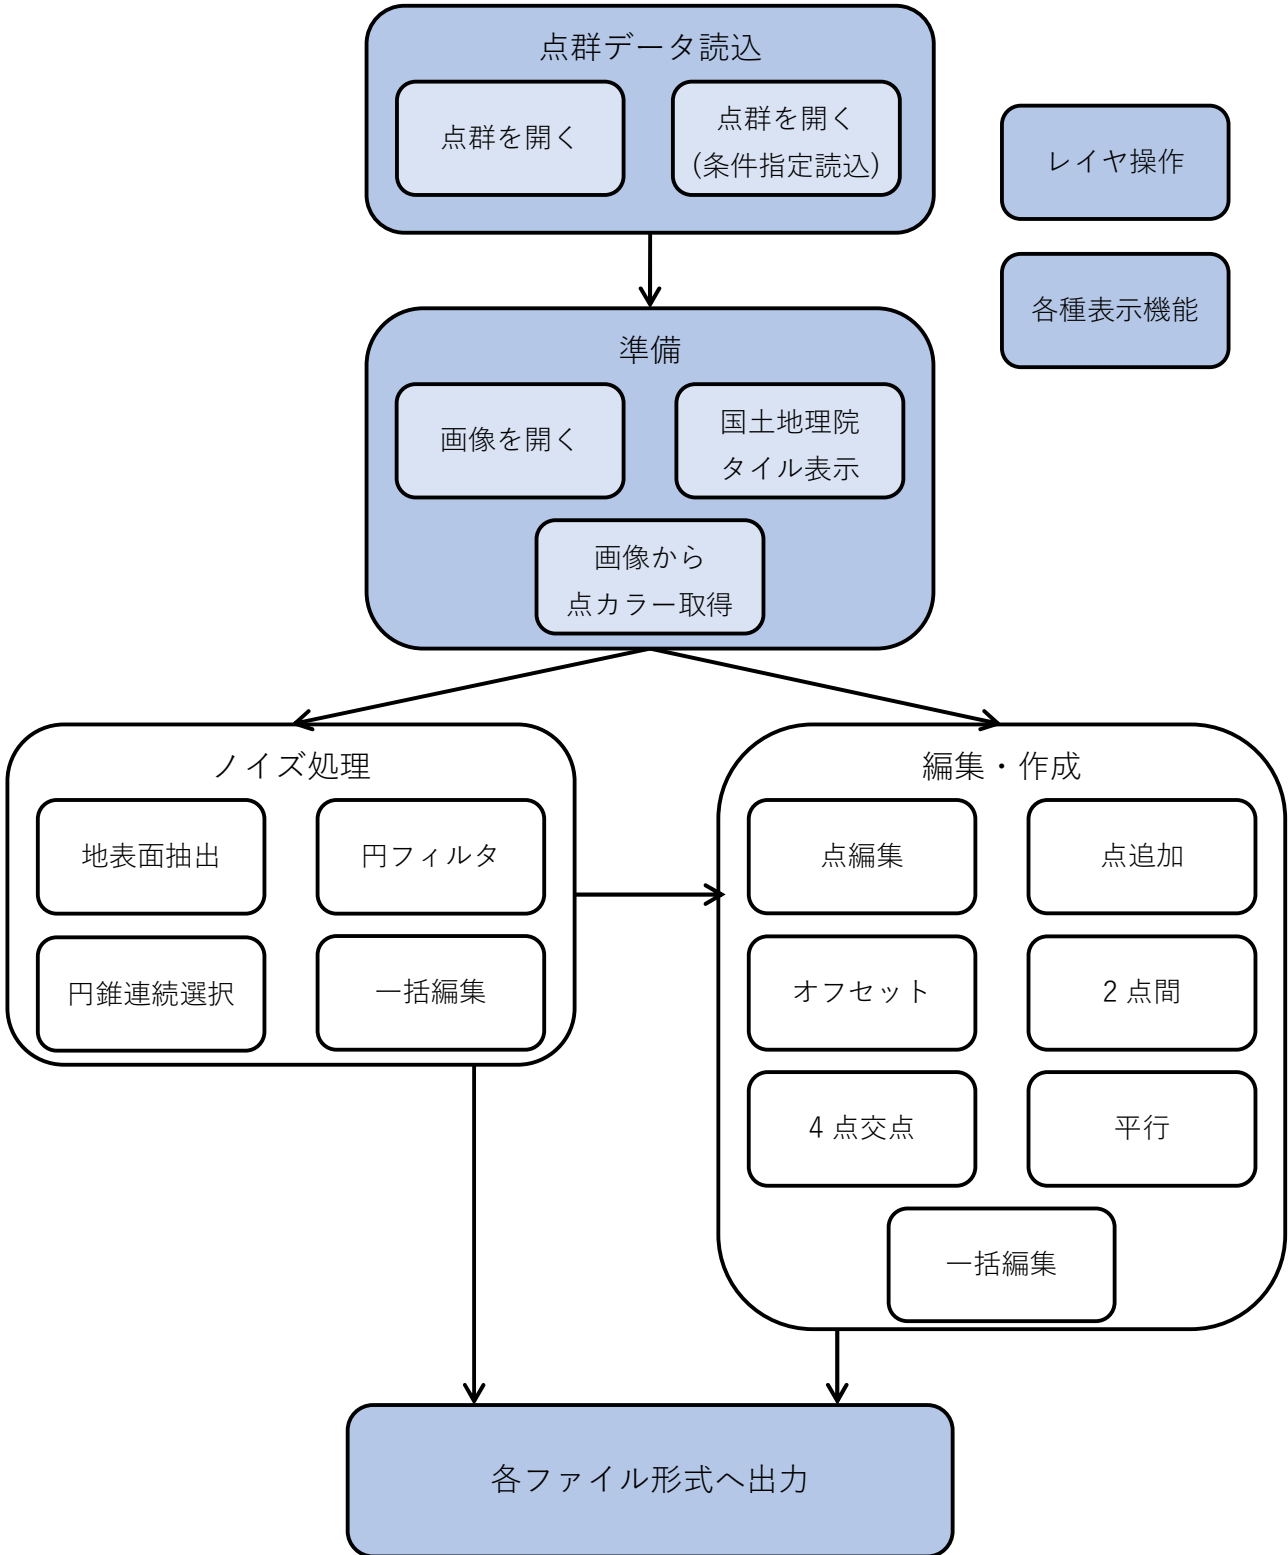 点群データ読込
点群を開く
点群を開く
(条件指定読込)
レイヤ操作
各種表示機能
準備
画像を開く
国土地理院
タイル表示
画像から
点カラー取得
ノイズ処理
地表面抽出
円フィルタ
円錐連続選択
一括編集
編集・作成
点編集
点追加
オフセット
2点間
4点交点
平行
一括編集
各ファイル形式へ出力